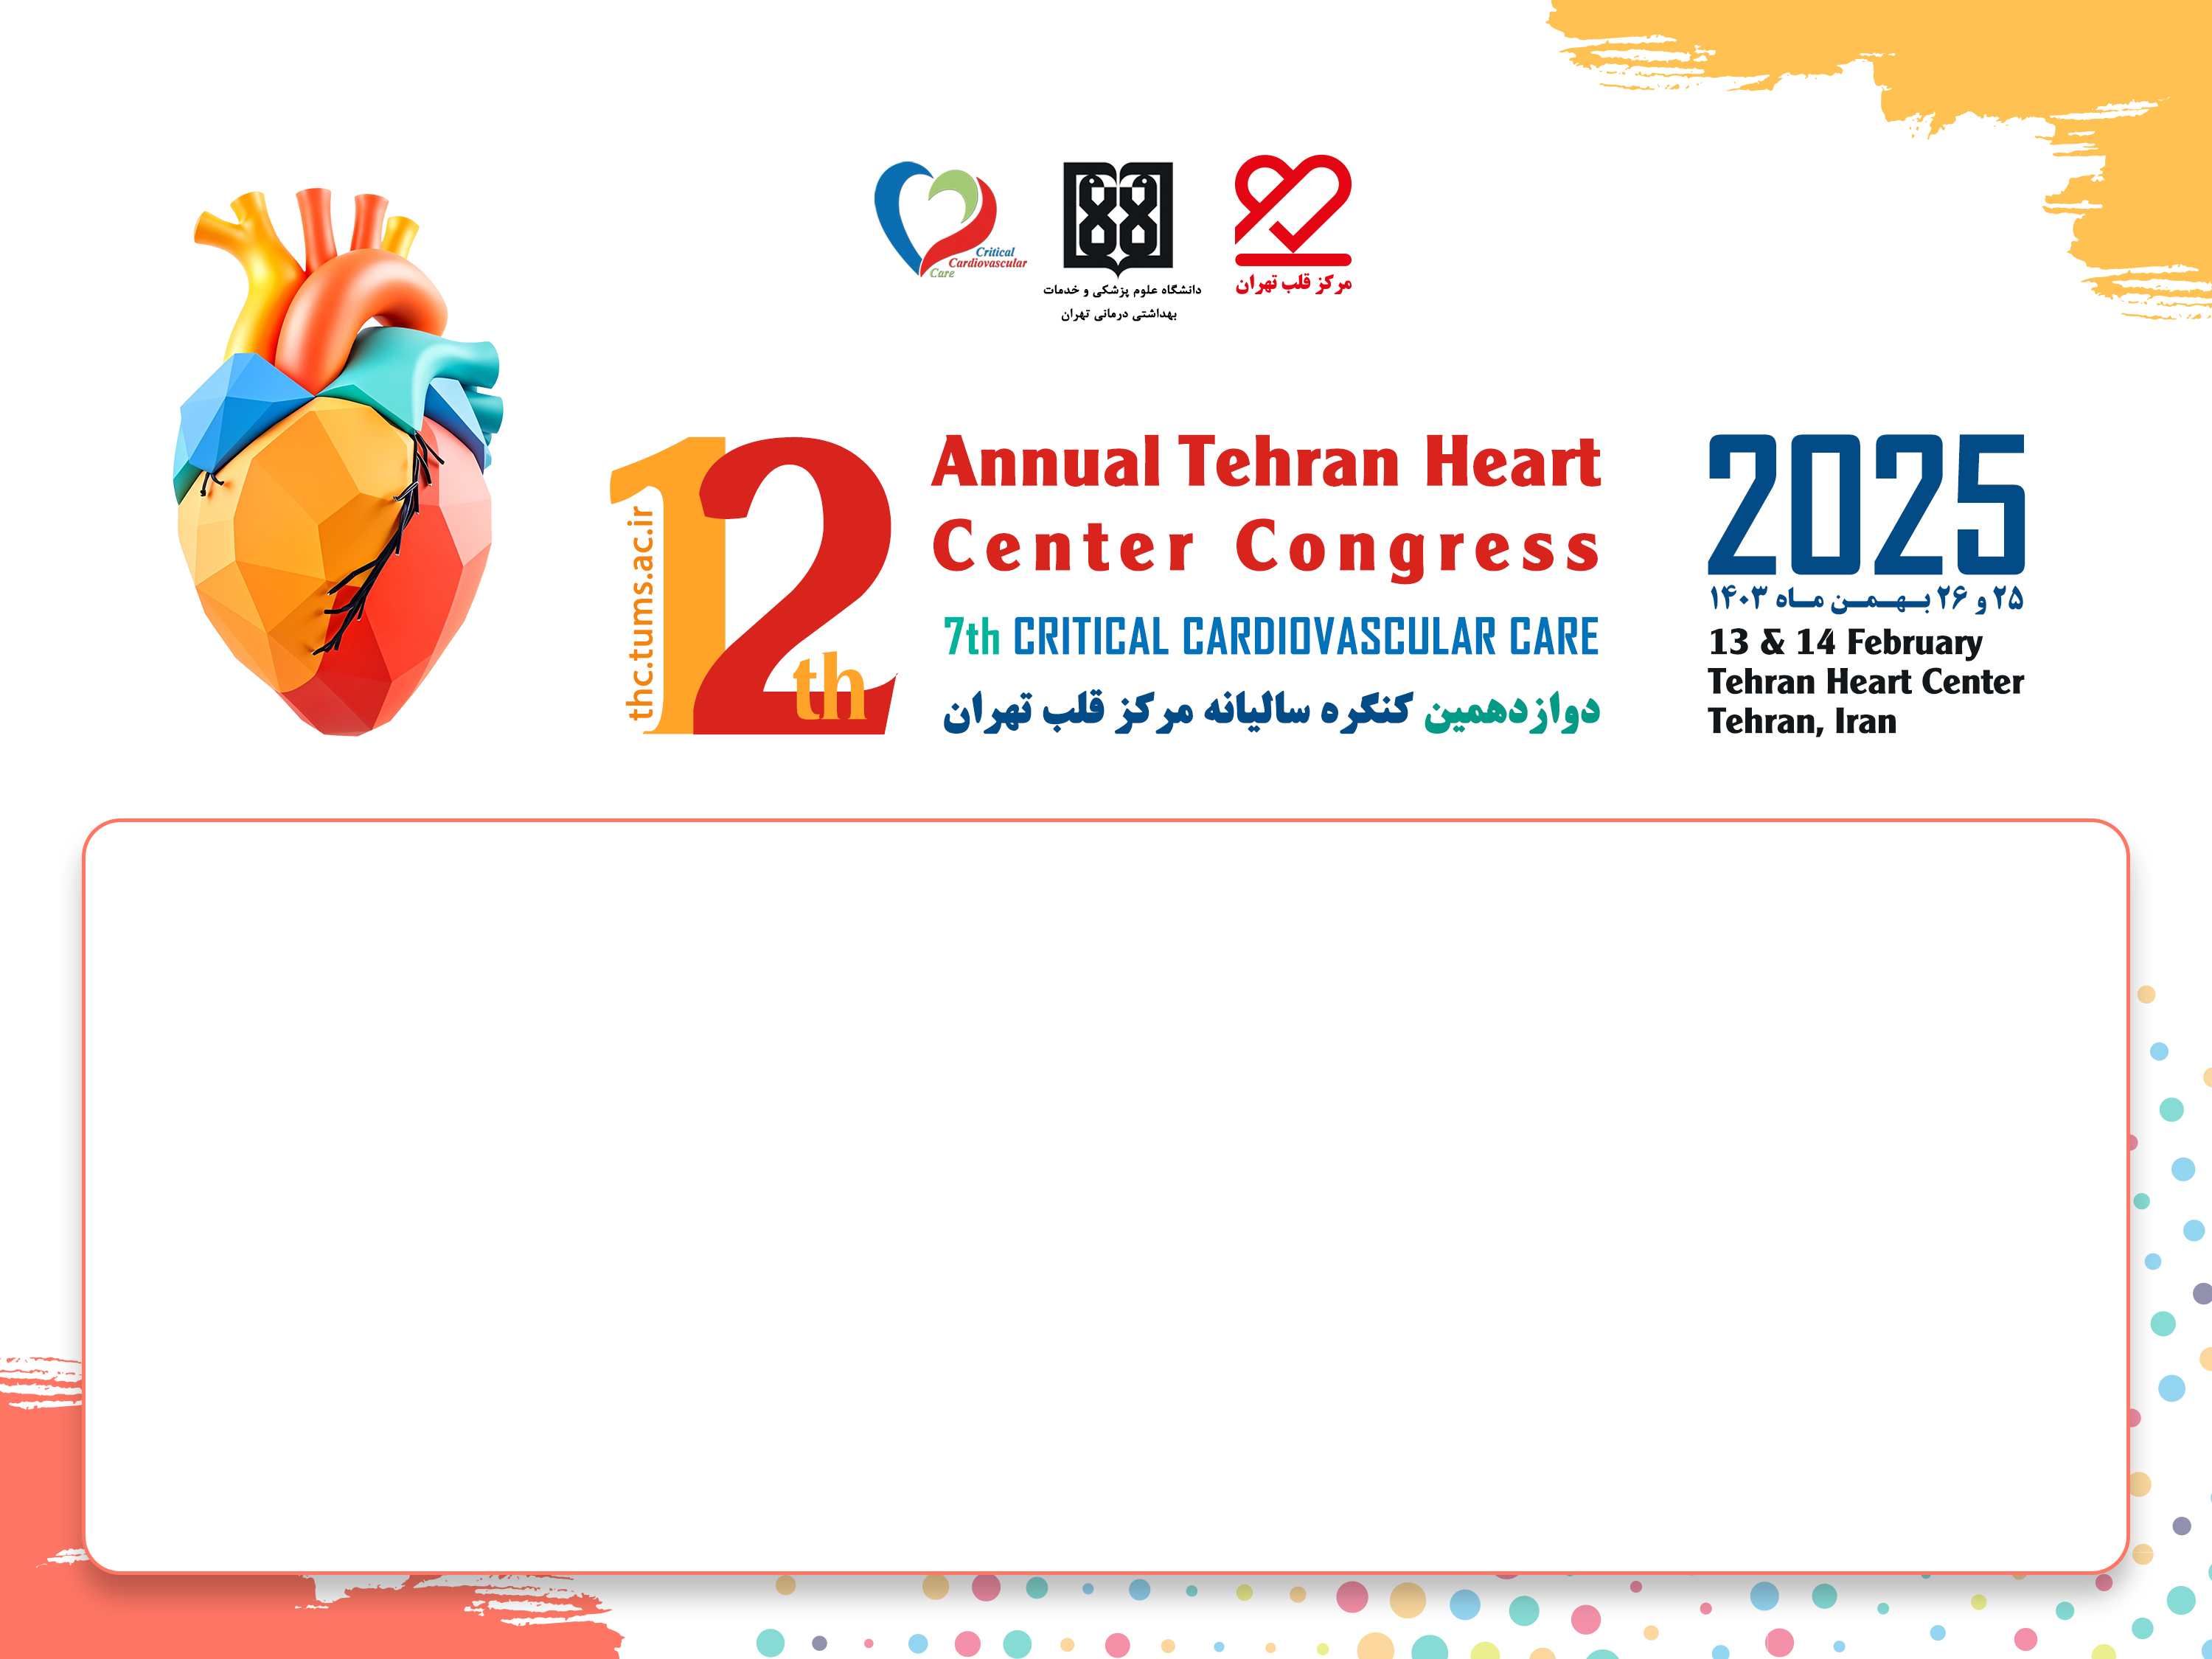 Critical
Cardiovascular
Care
دانشگاه علوم پزشکی و خدمات
بهداشتی درمانی تهران
مرکز قلب تهران
12th
thc.tums.ac.ir
Annual Tehran Heart
Center Congress
7th CRITICAL CARDIOVASCULAR CARE
دوازدهمین کنگره سالیانه مرکز قلب تهران
2025
۲۵ و ۲۶ بهمن ماه ۱۴۰۳
13 & 14 February
Tehran Heart Center
Tehran, Iran